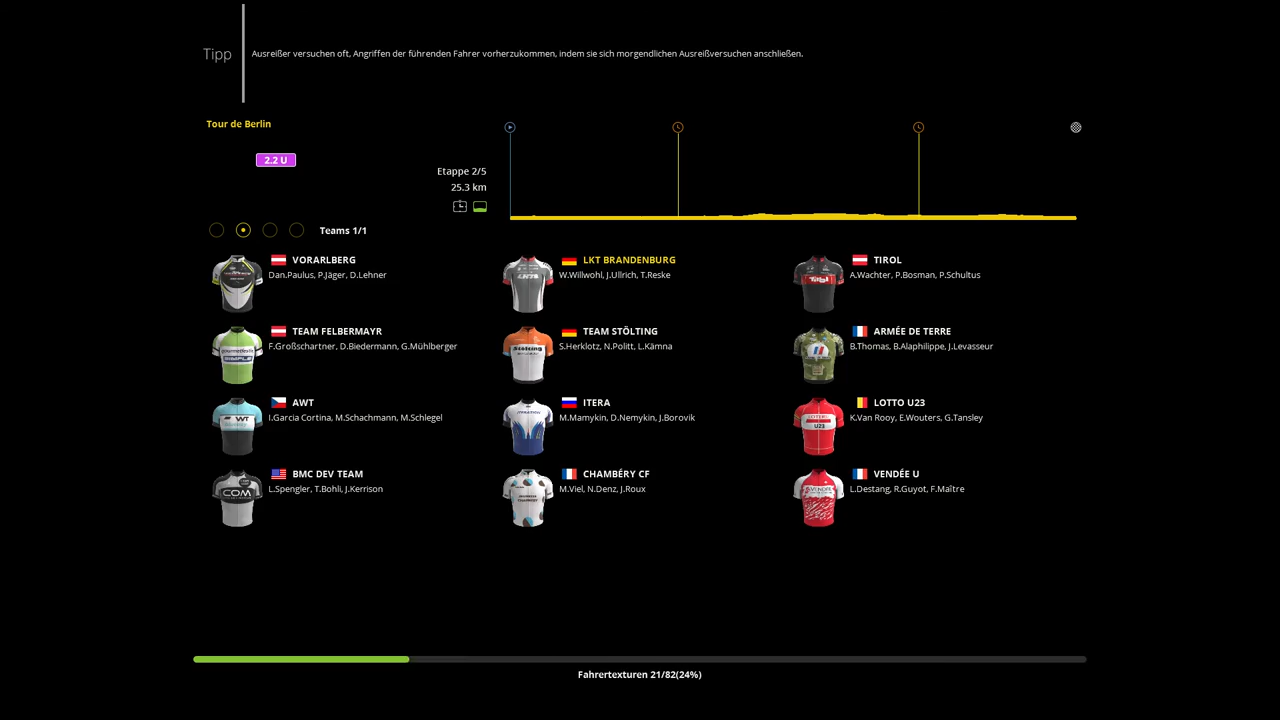 Tipp
Ausreißer versuchen oft, Angriffen der führenden Fahrer vorherzukommen, indem sie sich morgendlichen Ausreißversuchen anschließen.
Tour de Berlin
2.2 U
Etappe 2/5
25.3 km
Teams 1/1
VORARLBERG
Dan.Paulus, P.Jäger, D.Lehner
LKT BRANDENBURG
W.Willwohl, J.Ullrich, T.Reske
TIROL
A.Wachter, P.Bosman, P.Schultus
TEAM FELBERMAYR
F.Großschartner, D.Biedermann, G.Mühlberger
TEAM STÖLTING
S.Herklotz, N.Politt, L.Kämna
ARMÉE DE TERRE
B.Thomas, B.Alaphilippe, J.Levasseur
AWT
I.Garcia Cortina, M.Schachmann, M.Schlegel
ITERA
M.Mamykin, D.Nemykin, J.Borovik
LOTTO U23
K.Van Rooy, E.Wouters, G.Tansley
BMC DEV TEAM
L.Spengler, T.Bohli, J.Kerrison
CHAMBÉRY CF
M.Viel, N.Denz, J.Roux
VENDÉE U
L.Destang, R.Guyot, F.Maître
Fahrertexturen 21/82(24%)